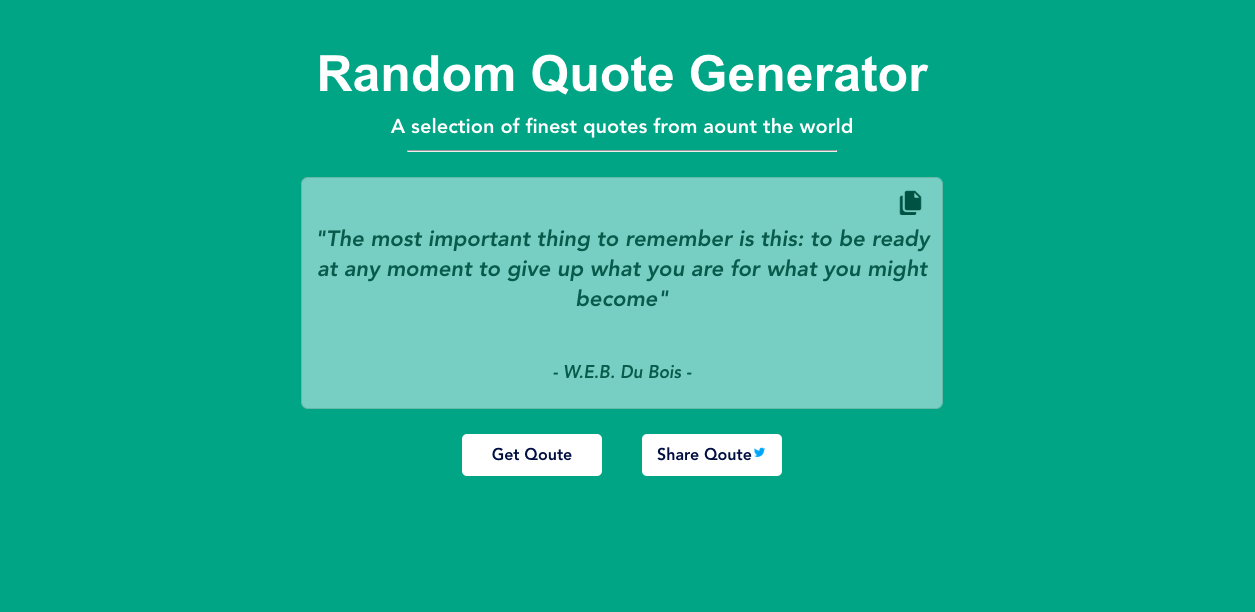 Random Quote Generator
A selection of finest quotes from aount the world
"The most important thing to remember is this: to be ready
at any moment to give up what you are for what you might
become"
- W.E.B. Du Bois -
Get Qoute
Share Qoute